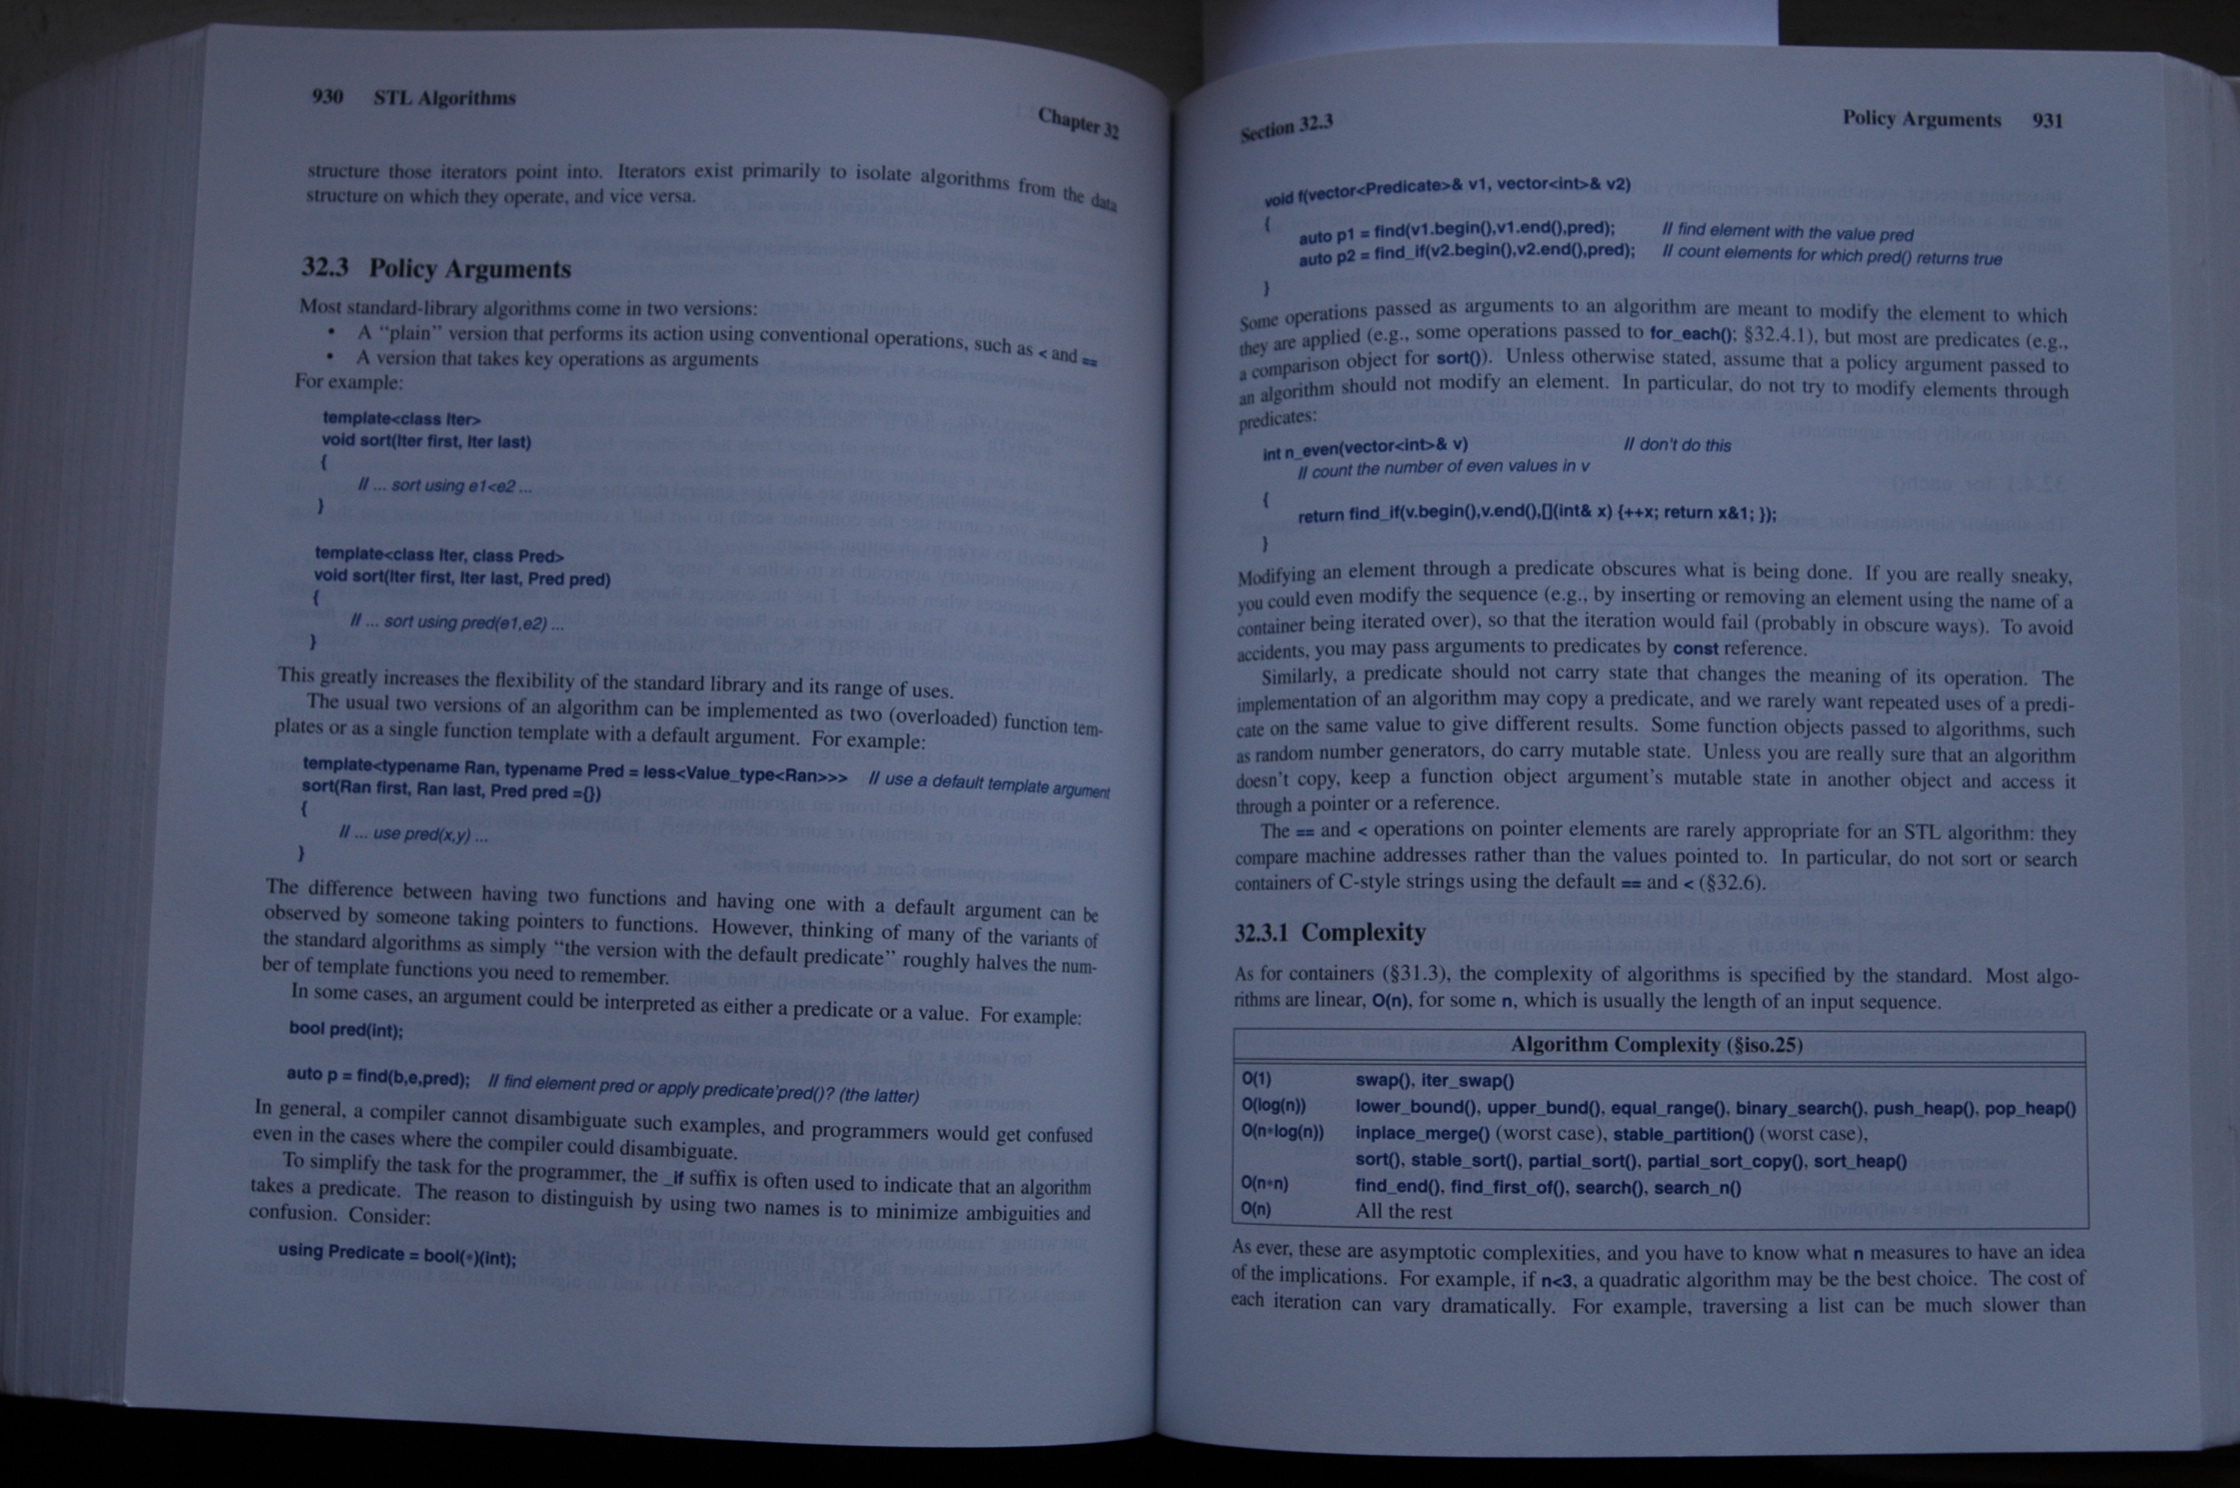 930 STL Algorithms
Chapter 32
structure those iterators point into. Iterators exist primarily to isolate algorithms from the data
structure on which they operate, and vice versa.
32.3 Policy Arguments
Most standard-library algorithms come in two versions:
• A “plain” version that performs its action using conventional operations, such as < and ==
• A version that takes key operations as arguments
For example:
template<class Iter>
void sort(Iter first, Iter last)
{
// ... sort using e1<e2 ...
}
template<class Iter, class Pred>
void sort(Iter first, Iter last, Pred pred)
{
// ... sort using pred(e1,e2) ...
}
This greatly increases the flexibility of the standard library and its range of uses.
The usual two versions of an algorithm can be implemented as two (overloaded) function tem-
plates or as a single function template with a default argument. For example:
template<typename Ran, typename Pred = less<Value_type<Ran>>> // use a default template argument
sort(Ran first, Ran last, Pred pred ={})
{
// ... use pred(x,y) ...
}
The difference between having two functions and having one with a default argument can be
observed by someone taking pointers to functions. However, thinking of many of the variants of
the standard algorithms as simply “the version with the default predicate” roughly halves the num-
ber of template functions you need to remember.
In some cases, an argument could be interpreted as either a predicate or a value. For example:
bool pred(int);
auto p = find(b,e,pred); // find element pred or apply predicate'pred()? (the latter)
In general, a compiler cannot disambiguate such examples, and programmers would get confused
even in the cases where the compiler could disambiguate.
To simplify the task for the programmer, the _if suffix is often used to indicate that an algorithm
takes a predicate. The reason to distinguish by using two names is to minimize ambiguities and
confusion. Consider:
using Predicate = bool(*)(int);
Section 32.3
Policy Arguments 931
void f(vector<Predicate>& v1, vector<int>& v2)
{
auto p1 = find(v1.begin(),v1.end(),pred); // find element with the value pred
auto p2 = find_if(v2.begin(),v2.end(),pred); // count elements for which pred() returns true
}
Some operations passed as arguments to an algorithm are meant to modify the element to which
they are applied (e.g., some operations passed to for_each(); §32.4.1), but most are predicates (e.g.,
a comparison object for sort()). Unless otherwise stated, assume that a policy argument passed to
an algorithm should not modify an element. In particular, do not try to modify elements through
predicates:
int n_even(vector<int>& v) // don't do this
// count the number of even values in v
{
return find_if(v.begin(),v.end(),[](int& x) {++x; return x&1; });
}
Modifying an element through a predicate obscures what is being done. If you are really sneaky,
you could even modify the sequence (e.g., by inserting or removing an element using the name of a
container being iterated over), so that the iteration would fail (probably in obscure ways). To avoid
accidents, you may pass arguments to predicates by const reference.
Similarly, a predicate should not carry state that changes the meaning of its operation. The
implementation of an algorithm may copy a predicate, and we rarely want repeated uses of a predi-
cate on the same value to give different results. Some function objects passed to algorithms, such
as random number generators, do carry mutable state. Unless you are really sure that an algorithm
doesn't copy, keep a function object argument's mutable state in another object and access it
through a pointer or a reference.
The == and < operations on pointer elements are rarely appropriate for an STL algorithm: they
compare machine addresses rather than the values pointed to. In particular, do not sort or search
containers of C-style strings using the default == and < (§32.6).
32.3.1 Complexity
As for containers (§31.3), the complexity of algorithms is specified by the standard. Most algo-
rithms are linear, O(n), for some n, which is usually the length of an input sequence.
Algorithm Complexity (§iso.25)
O(1) swap(), iter_swap()
O(log(n)) lower_bound(), upper_bund(), equal_range(), binary_search(), push_heap(), pop_heap()
O(n*log(n)) inplace_merge() (worst case), stable_partition() (worst case),
sort(), stable_sort(), partial_sort(), partial_sort_copy(), sort_heap()
O(n*n) find_end(), find_first_of(), search(), search_n()
O(n) All the rest
As ever, these are asymptotic complexities, and you have to know what n measures to have an idea
of the implications. For example, if n<3, a quadratic algorithm may be the best choice. The cost of
each iteration can vary dramatically. For example, traversing a list can be much slower than